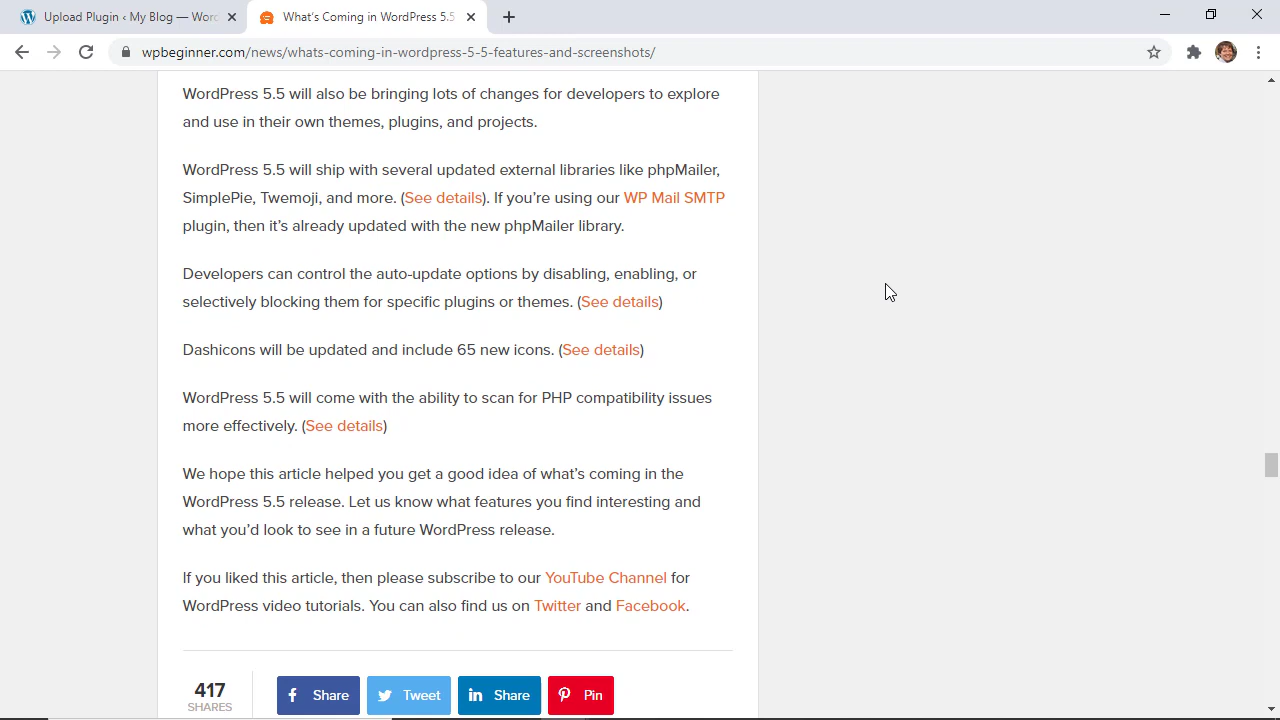 Upload Plugin ‹ My Blog — Word
What's Coming in WordPress 5.5
wpbeginner.com/news/whats-coming-in-wordpress-5-5-features-and-screenshots/
WordPress 5.5 will also be bringing lots of changes for developers to explore
and use in their own themes, plugins, and projects.
WordPress 5.5 will ship with several updated external libraries like phpMailer,
SimplePie, Twemoji, and more. (See details). If you’re using our WP Mail SMTP
plugin, then it’s already updated with the new phpMailer library.
Developers can control the auto-update options by disabling, enabling, or
selectively blocking them for specific plugins or themes. (See details)
Dashicons will be updated and include 65 new icons. (See details)
WordPress 5.5 will come with the ability to scan for PHP compatibility issues
more effectively. (See details)
We hope this article helped you get a good idea of what’s coming in the
WordPress 5.5 release. Let us know what features you find interesting and
what you’d look to see in a future WordPress release.
If you liked this article, then please subscribe to our YouTube Channel for
WordPress video tutorials. You can also find us on Twitter and Facebook.
417
SHARES
Share
Tweet
Share
Pin